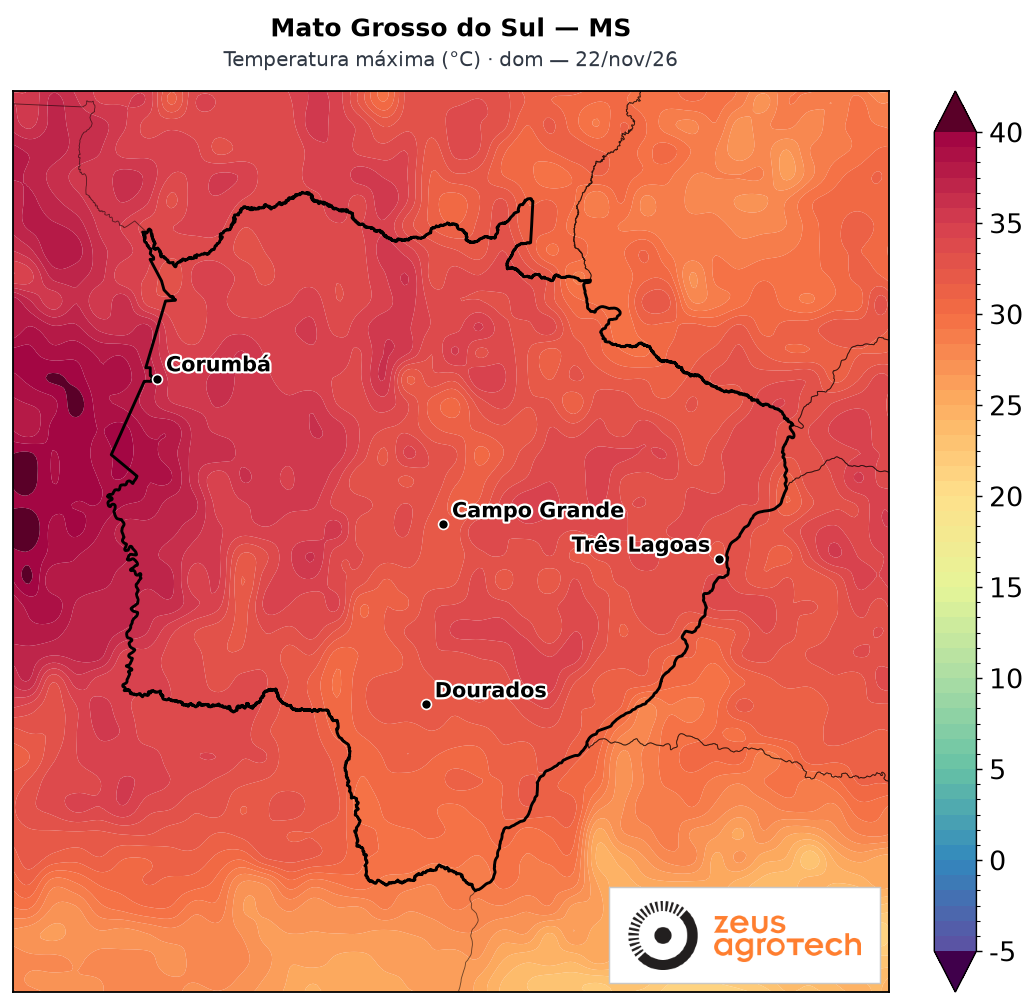 Mato Grosso do Sul — MS
Temperatura máxima (°C) · dom — 22/nov/26
40
35
30
25
20
15
10
5
0
-5
Corumbá
Campo Grande
Três Lagoas
Dourados
zeus
agrotech